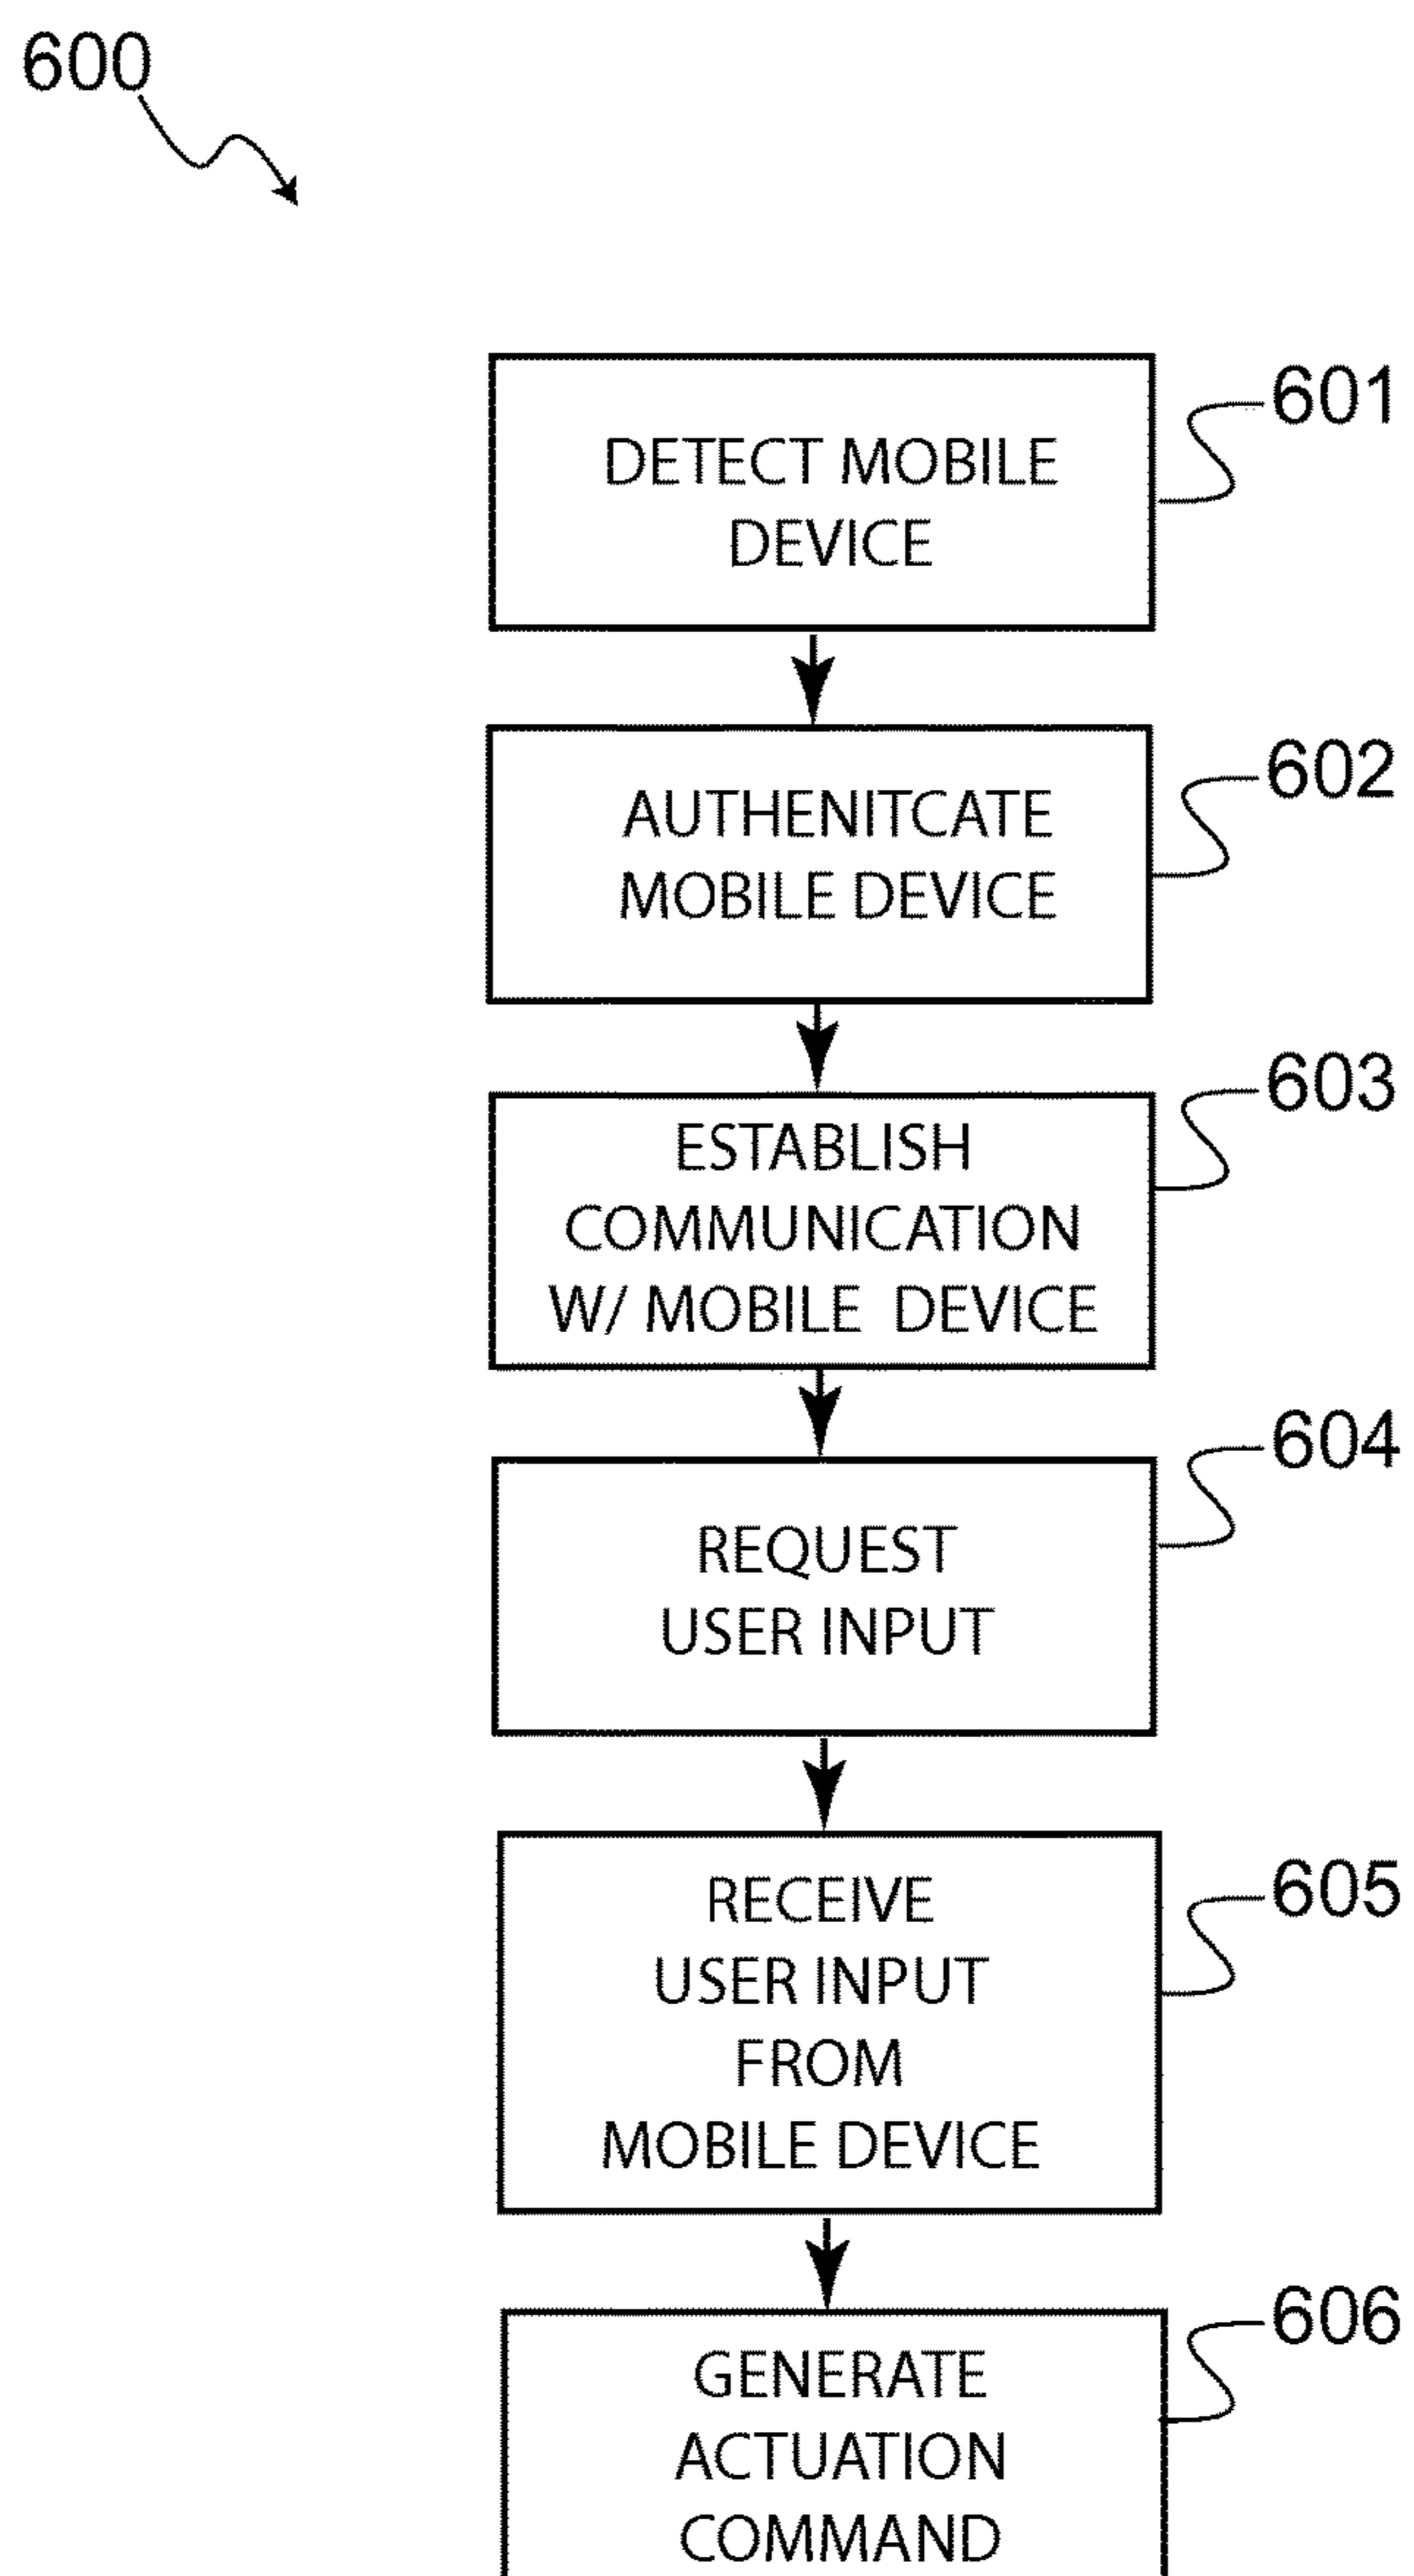 600
601
DETECT MOBILE
DEVICE
602
AUTHENITCATE
MOBILE DEVICE
603
ESTABLISH
COMMUNICATION
W/ MOBILE DEVICE
604
REQUEST
USER INPUT
605
RECEIVE
USER INPUT
FROM
MOBILE DEVICE
606
GENERATE
ACTUATION
COMMAND